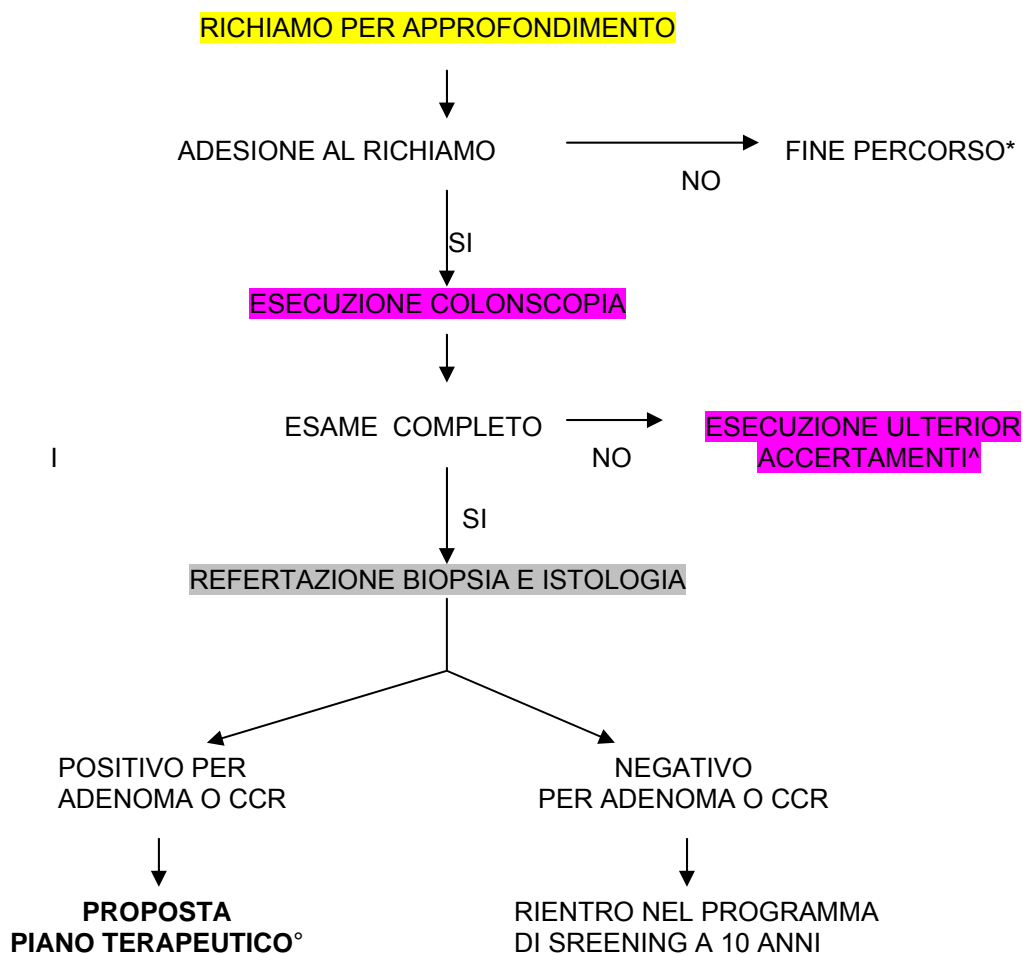 RICHIAMO PER APPROFONDIMENTO
ADESIONE AL RICHIAMO
FINE PERCORSO*
NO
SI
ESECUZIONE COLONSCOPIA
ESAME COMPLETO
NO
ESECUZIONE ULTERIOR
ACCERTAMENTI^
I
SI
REFERTAZIONE BIOPSIA E ISTOLOGIA
POSITIVO PER
ADENOMA O CCR
NEGATIVO
PER ADENOMA O CCR
PROPOSTA
PIANO TERAPEUTICO°
RIENTRO NEL PROGRAMMA
DI SREENING A 10 ANNI